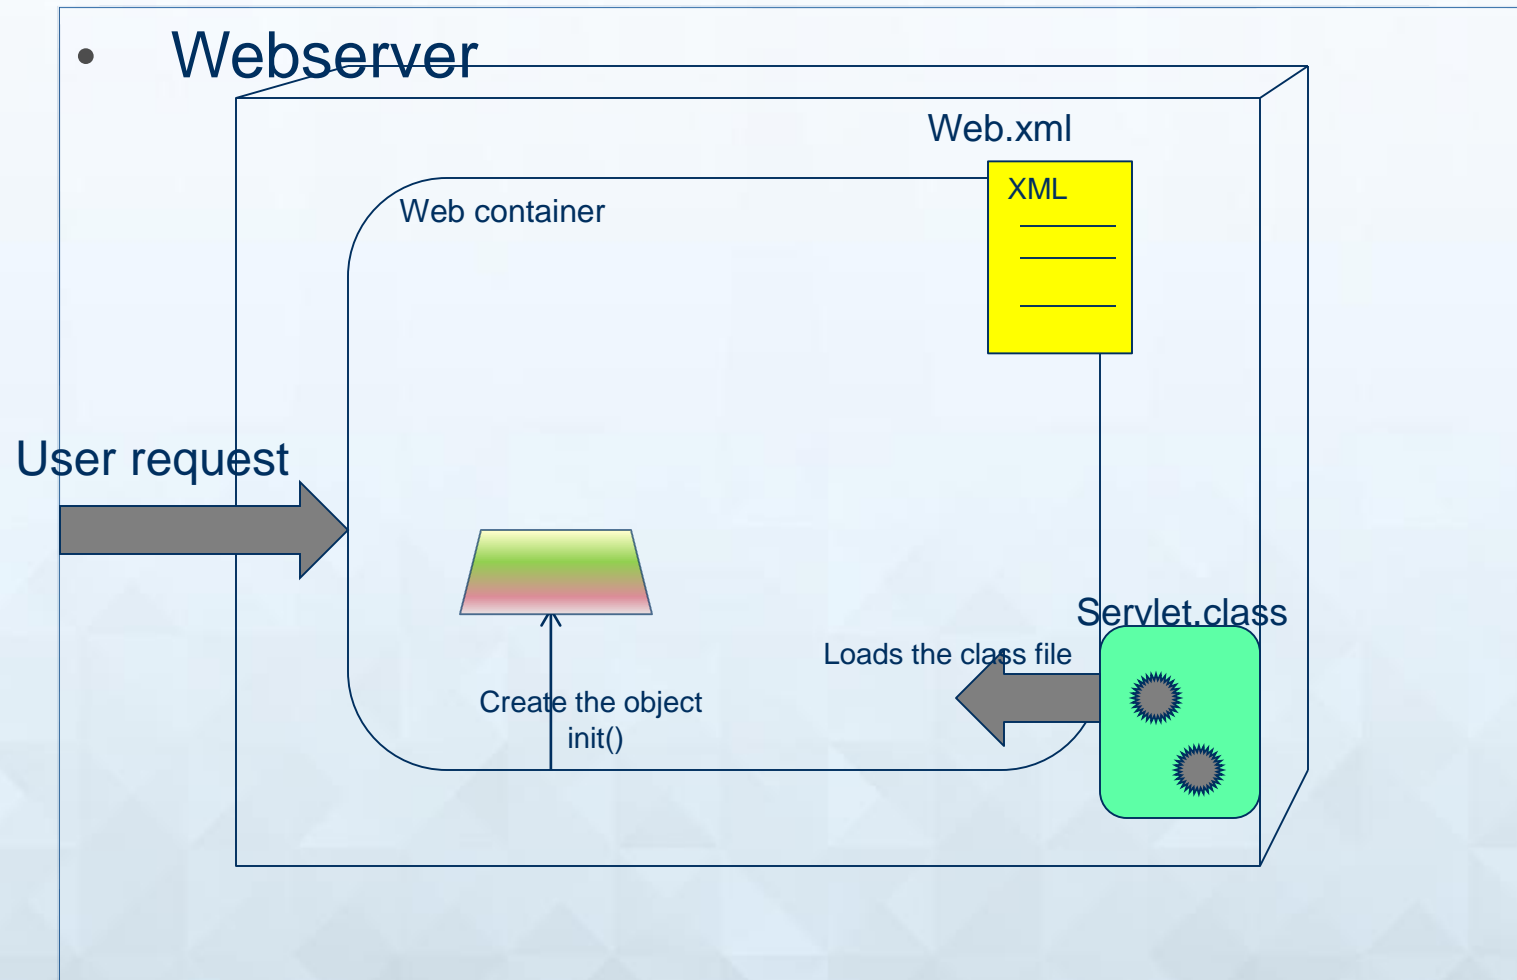 Webserver
Web.xml
XML
Web container
User request
Servlet.class
Loads the class file
Create the object
init()